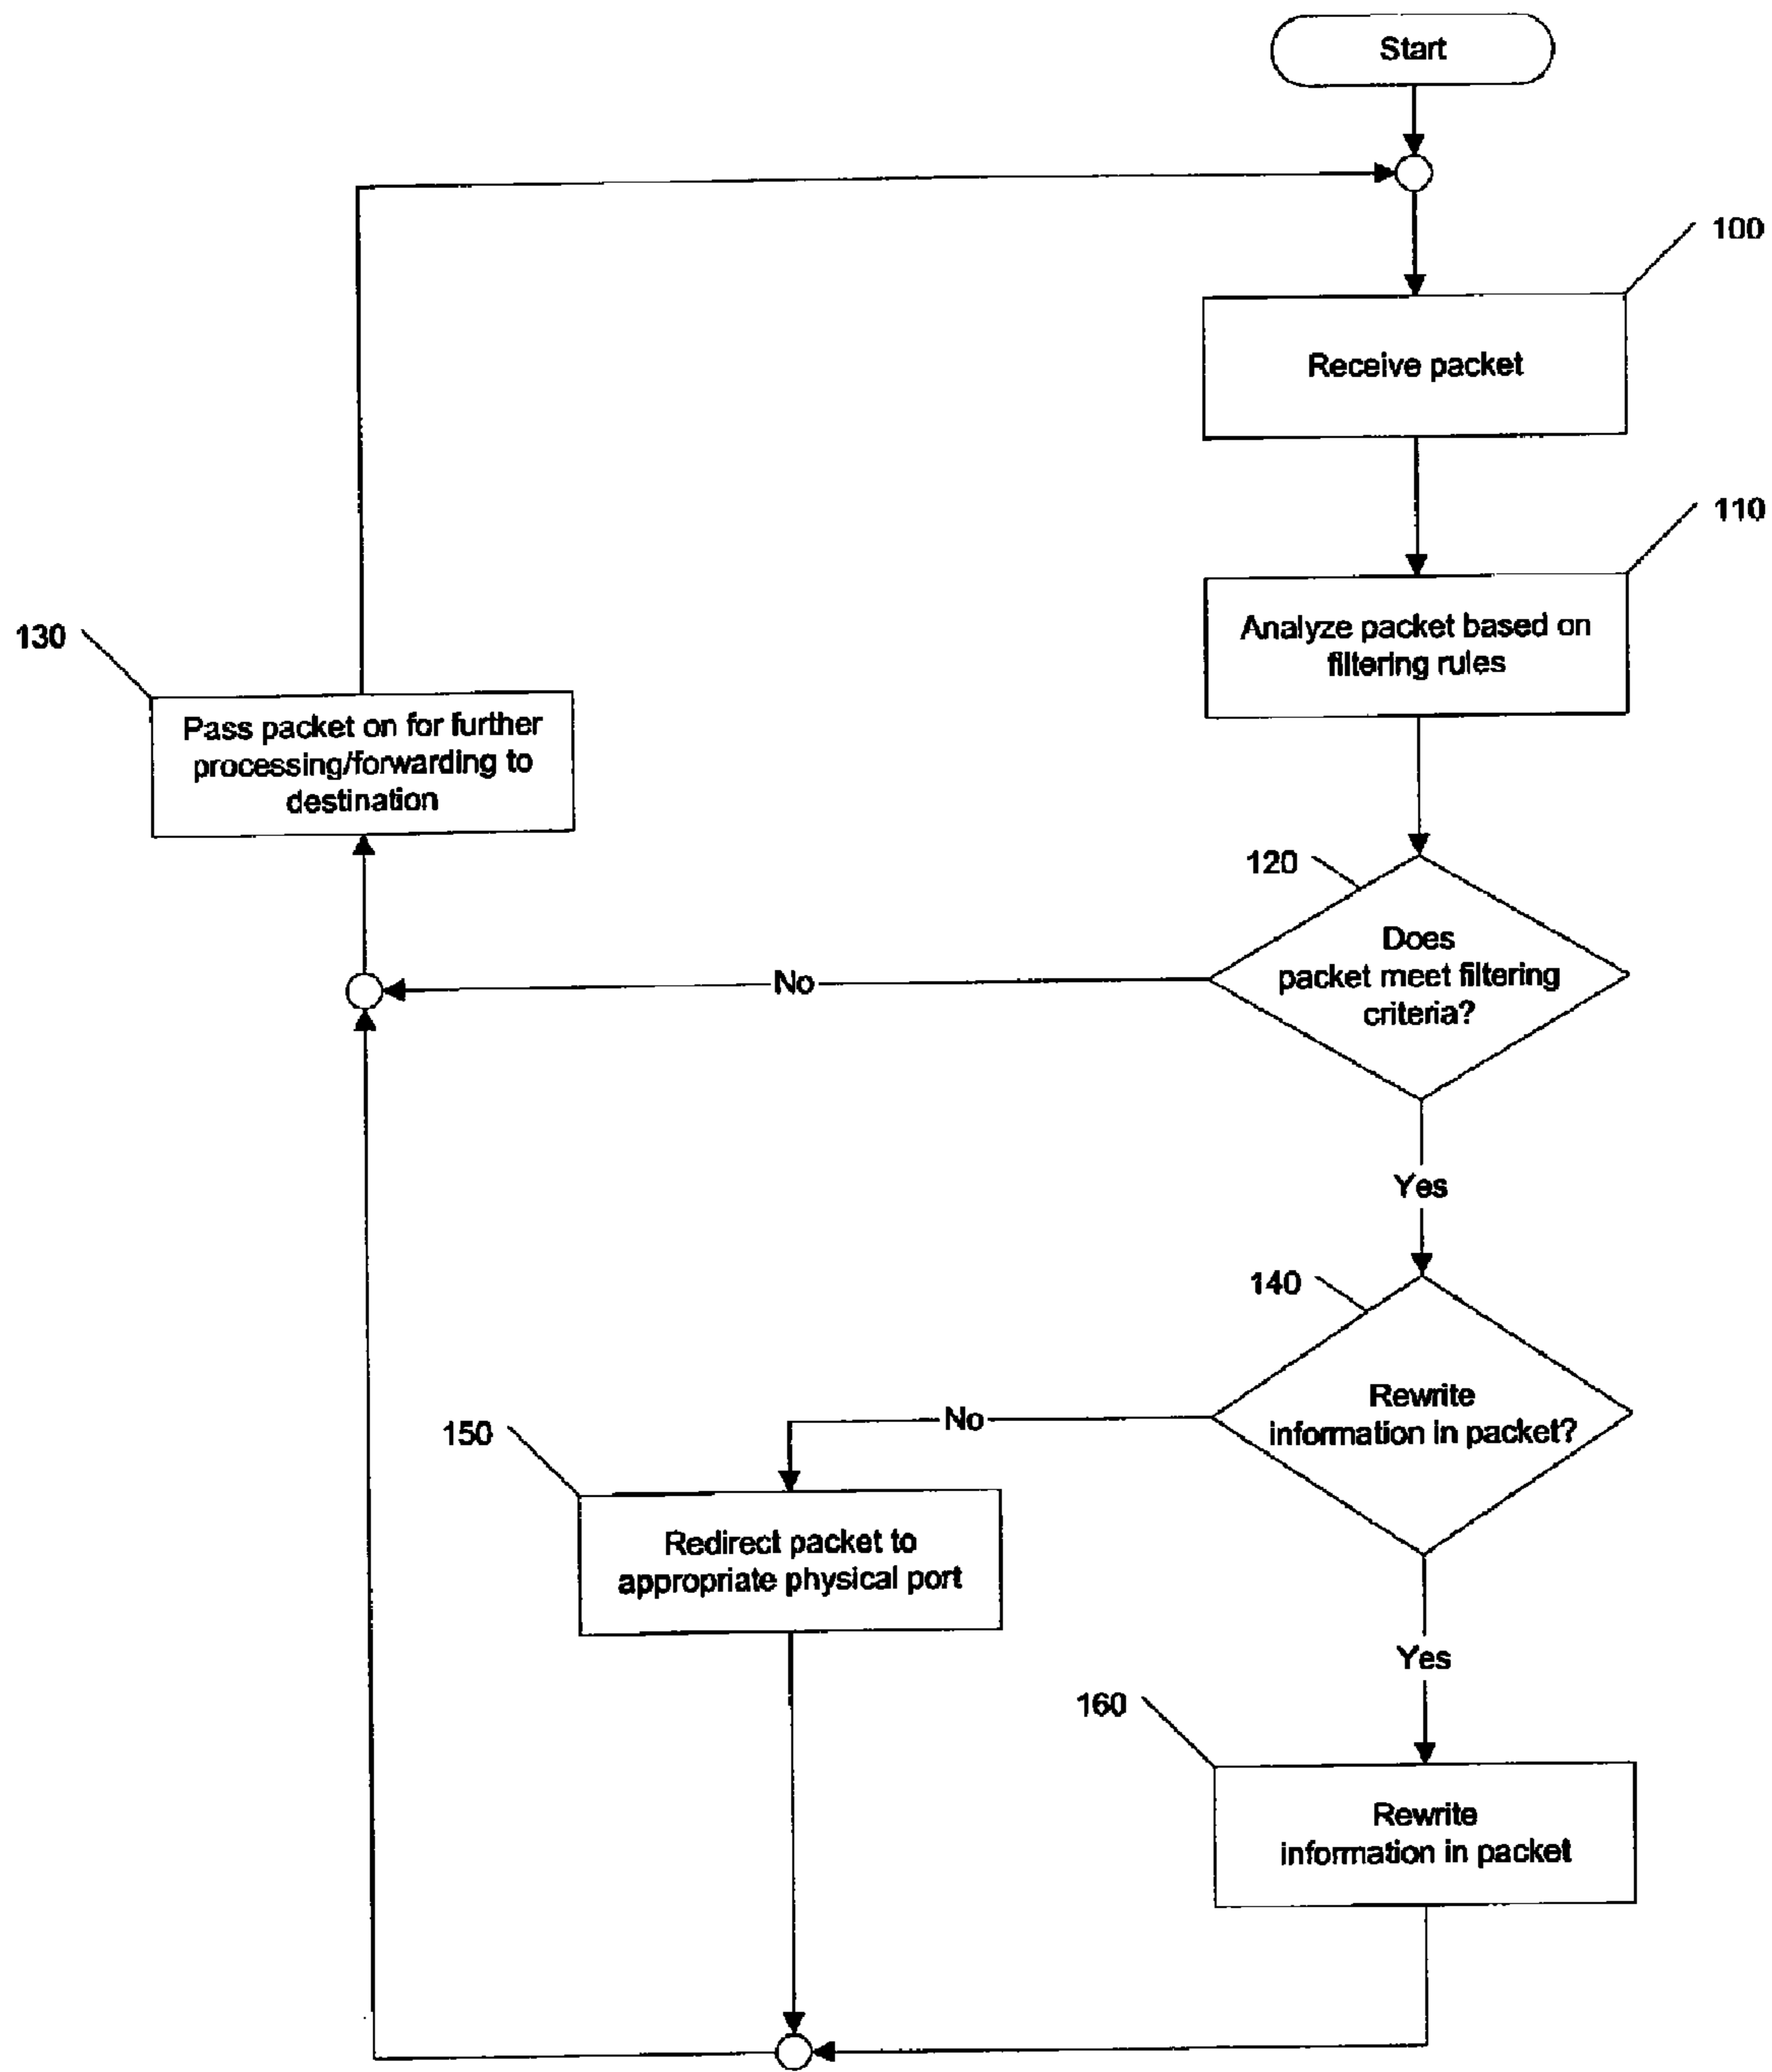 Start
100
Receive packet
110
Analyze packet based on
filtering rules
130
Pass packet on for further
processing/forwarding to
destination
120
Does
packet meet filtering
criteria?
No
Yes
140
Rewrite
information in packet?
No
150
Redirect packet to
appropriate physical port
Yes
160
Rewrite
information in packet